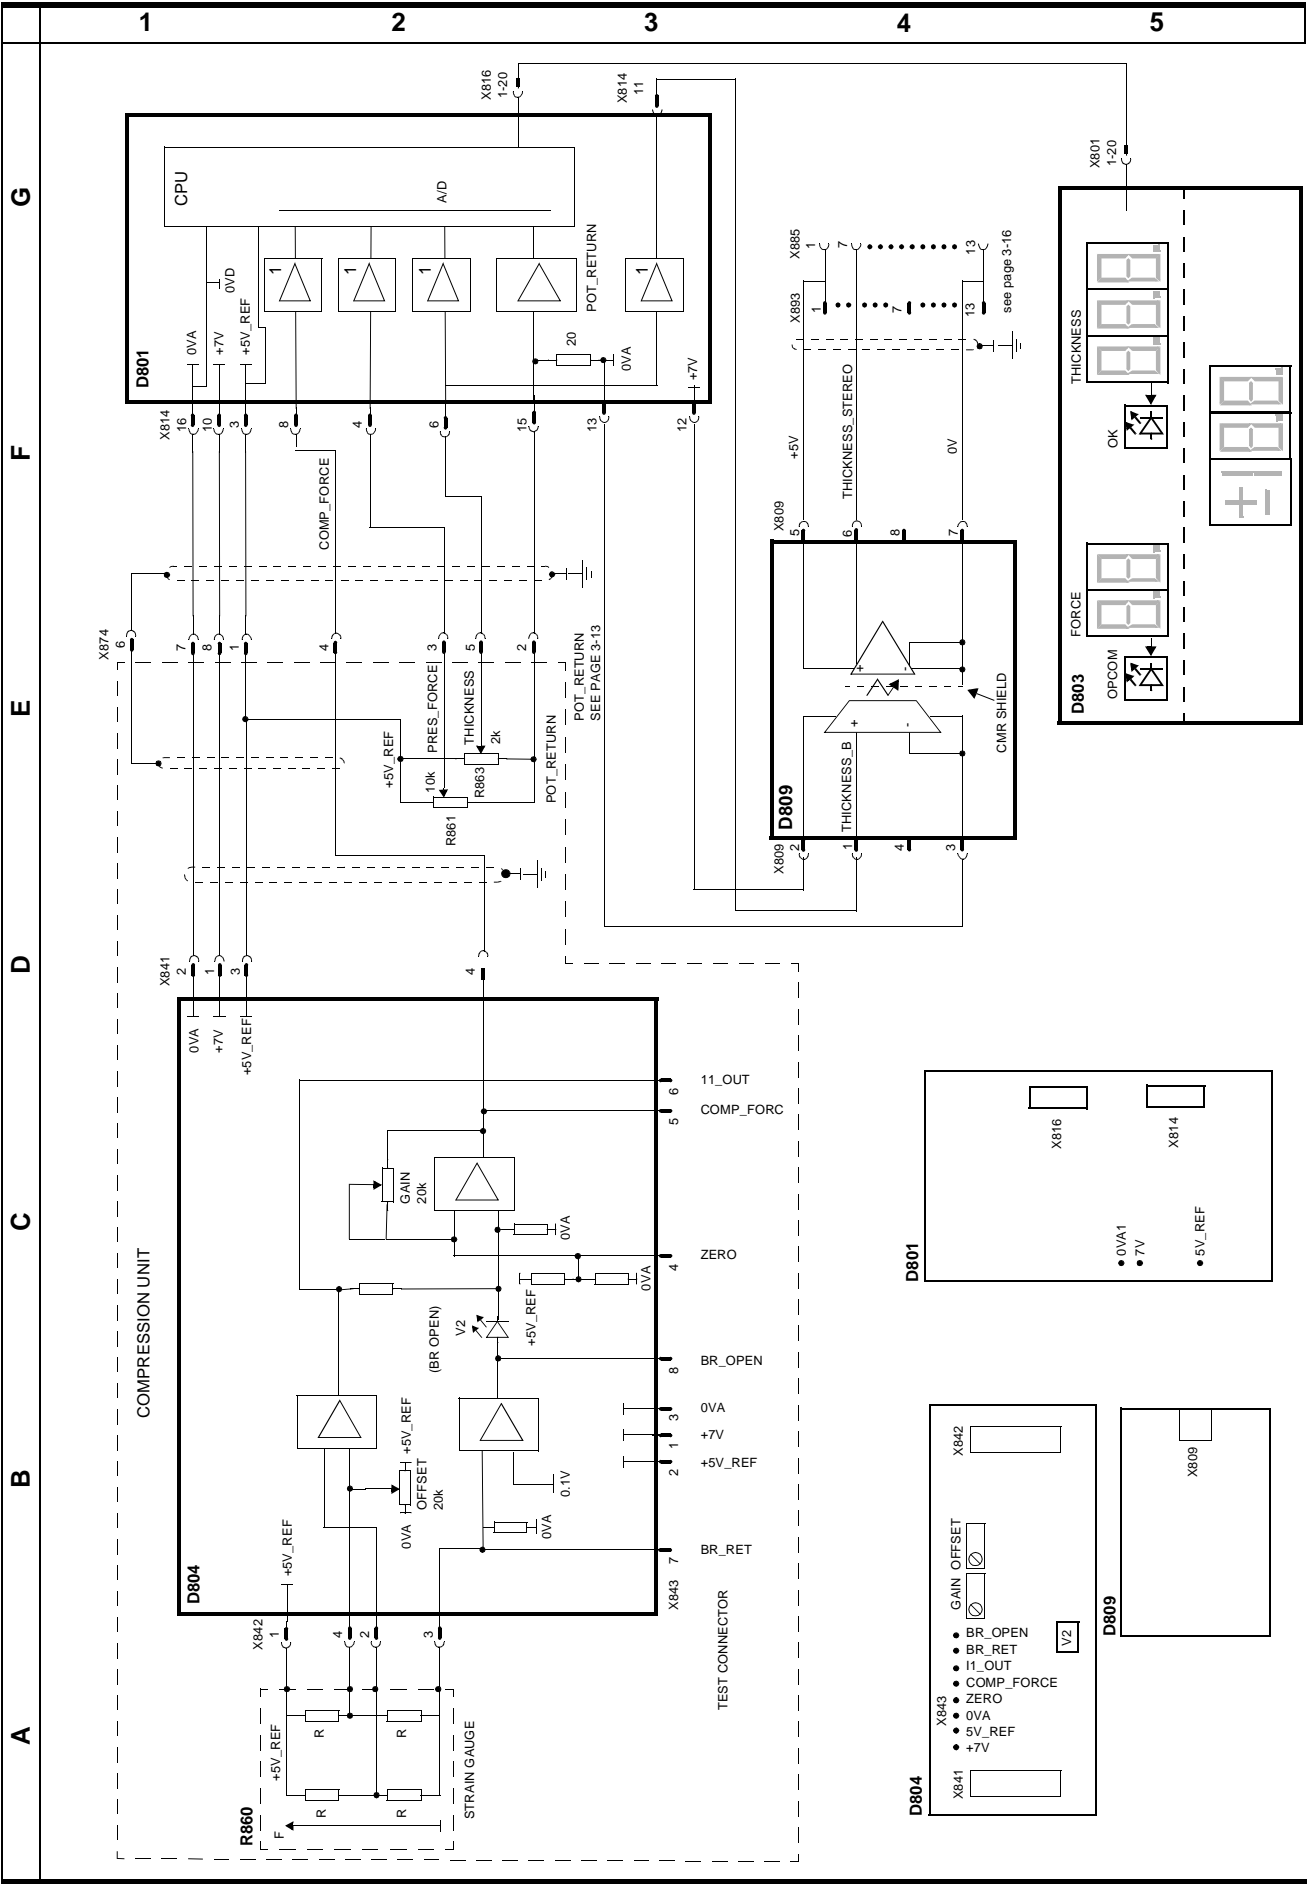 1 2 3 4 5
G
F
E
D
C
B
A
X816
1-20
X814
11
CPU
A/D
D801
0VA
+7V
+5V_REF
0VD
1
1
1
1
POT_RETURN
20
0VA
+7V
X814
16
10
3
8
4
6
15
13
12
COMP_FORCE
X874
6
7
8
1
4
3
5
2
PRES_FORCE
THICKNESS
POT_RETURN
SEE PAGE 3-13
+5V_REF
10k
2k
R863
R861
POT_RETURN
X801
1-20
X885
1
7
13
X893
1
7
13
see page 3-16
+5V
THICKNESS_STEREO
0V
X809
5
6
8
7
+
-
+
-
THICKNESS_B
CMR SHIELD
D809
X809
2
1
4
3
THICKNESS
OK
FORCE
OPCOM
D803
COMPRESSION UNIT
X841
2
1
3
4
0VA
+7V
+5V_REF
GAIN
20k
0VA
+5V_REF
0VA
V2
(BR OPEN)
+5V_REF
OFFSET
20k
0VA
0.1V
0VA
+5V_REF
D804
6
11_OUT
5
COMP_FORC
4
ZERO
8
BR_OPEN
3
0VA
1
+7V
2
+5V_REF
7
BR_RET
X843
TEST CONNECTOR
X842
1
4
2
3
+5V_REF
R
R
R
R
F
R860
STRAIN GAUGE
D801
X816
X814
0VA1
7V
5V_REF
D804
X842
GAIN OFFSET
BR_OPEN
BR_RET
I1_OUT
COMP_FORCE
ZERO
0VA
5V_REF
+7V
X843
V2
X841
D809
X809